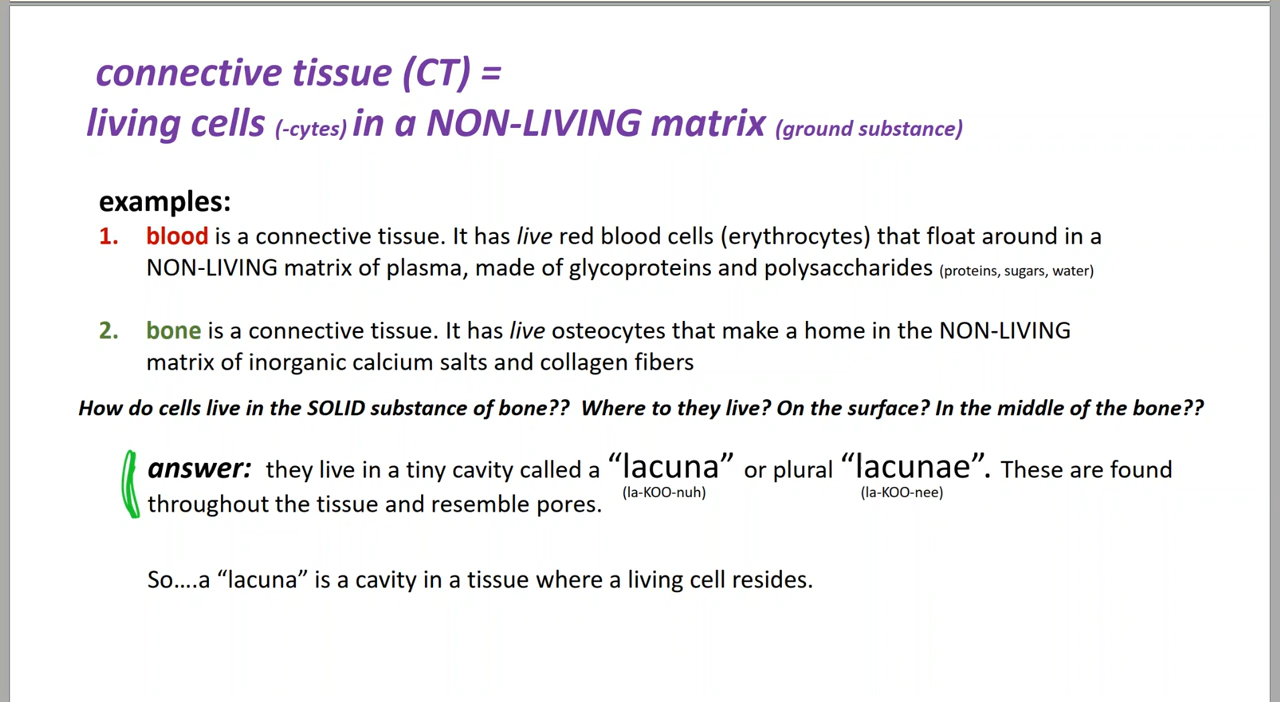 connective tissue (CT) =
living cells (-cytes) in a NON-LIVING matrix (ground substance)
examples:
1. blood is a connective tissue. It has live red blood cells (erythrocytes) that float around in a
NON-LIVING matrix of plasma, made of glycoproteins and polysaccharides (proteins, sugars, water)
2. bone is a connective tissue. It has live osteocytes that make a home in the NON-LIVING
matrix of inorganic calcium salts and collagen fibers
How do cells live in the SOLID substance of bone?? Where to they live? On the surface? In the middle of the bone??
answer: they live in a tiny cavity called a “lacuna” or plural “lacunae”. These are found
(la-KOO-nuh) (la-KOO-nee)
throughout the tissue and resemble pores.
So....a “lacuna” is a cavity in a tissue where a living cell resides.